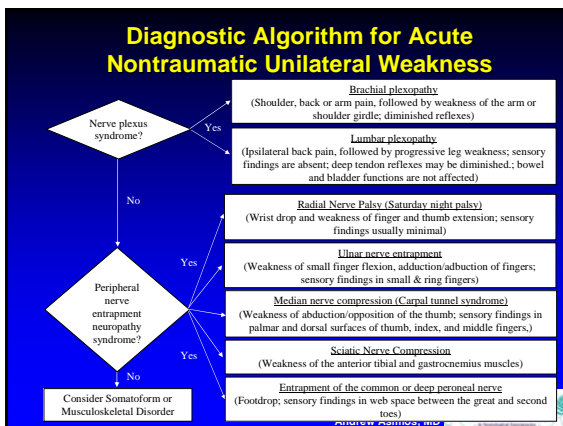 Diagnostic Algorithm for Acute
Nontraumatic Unilateral Weakness
Nerve plexus
syndrome?
Yes
Brachial plexopathy
(Shoulder, back or arm pain, followed by weakness of the arm or
shoulder girdle; diminished reflexes)
Lumbar plexopathy
(Ipsilateral back pain, followed by progressive leg weakness; sensory
findings are absent; deep tendon reflexes may be diminished.; bowel
and bladder functions are not affected)
No
Peripheral
nerve
entrapment
neuropathy
syndrome?
Yes
Yes
Radial Nerve Palsy (Saturday night palsy)
(Wrist drop and weakness of finger and thumb extension; sensory
findings usually minimal)
Ulnar nerve entrapment
(Weakness of small finger flexion, adduction/adbuction of fingers;
sensory findings in small & ring fingers)
Median nerve compression (Carpal tunnel syndrome)
(Weakness of abduction/opposition of the thumb; sensory findings in
palmar and dorsal surfaces of thumb, index, and middle fingers,)
Sciatic Nerve Compression
(Weakness of the anterior tibial and gastrocnemius muscles)
Entrapment of the common or deep peroneal nerve
(Footdrop; sensory findings in web space between the great and second
toes)
No
Consider Somatoform or
Musculoskeletal Disorder
Andrew Asimos, MD